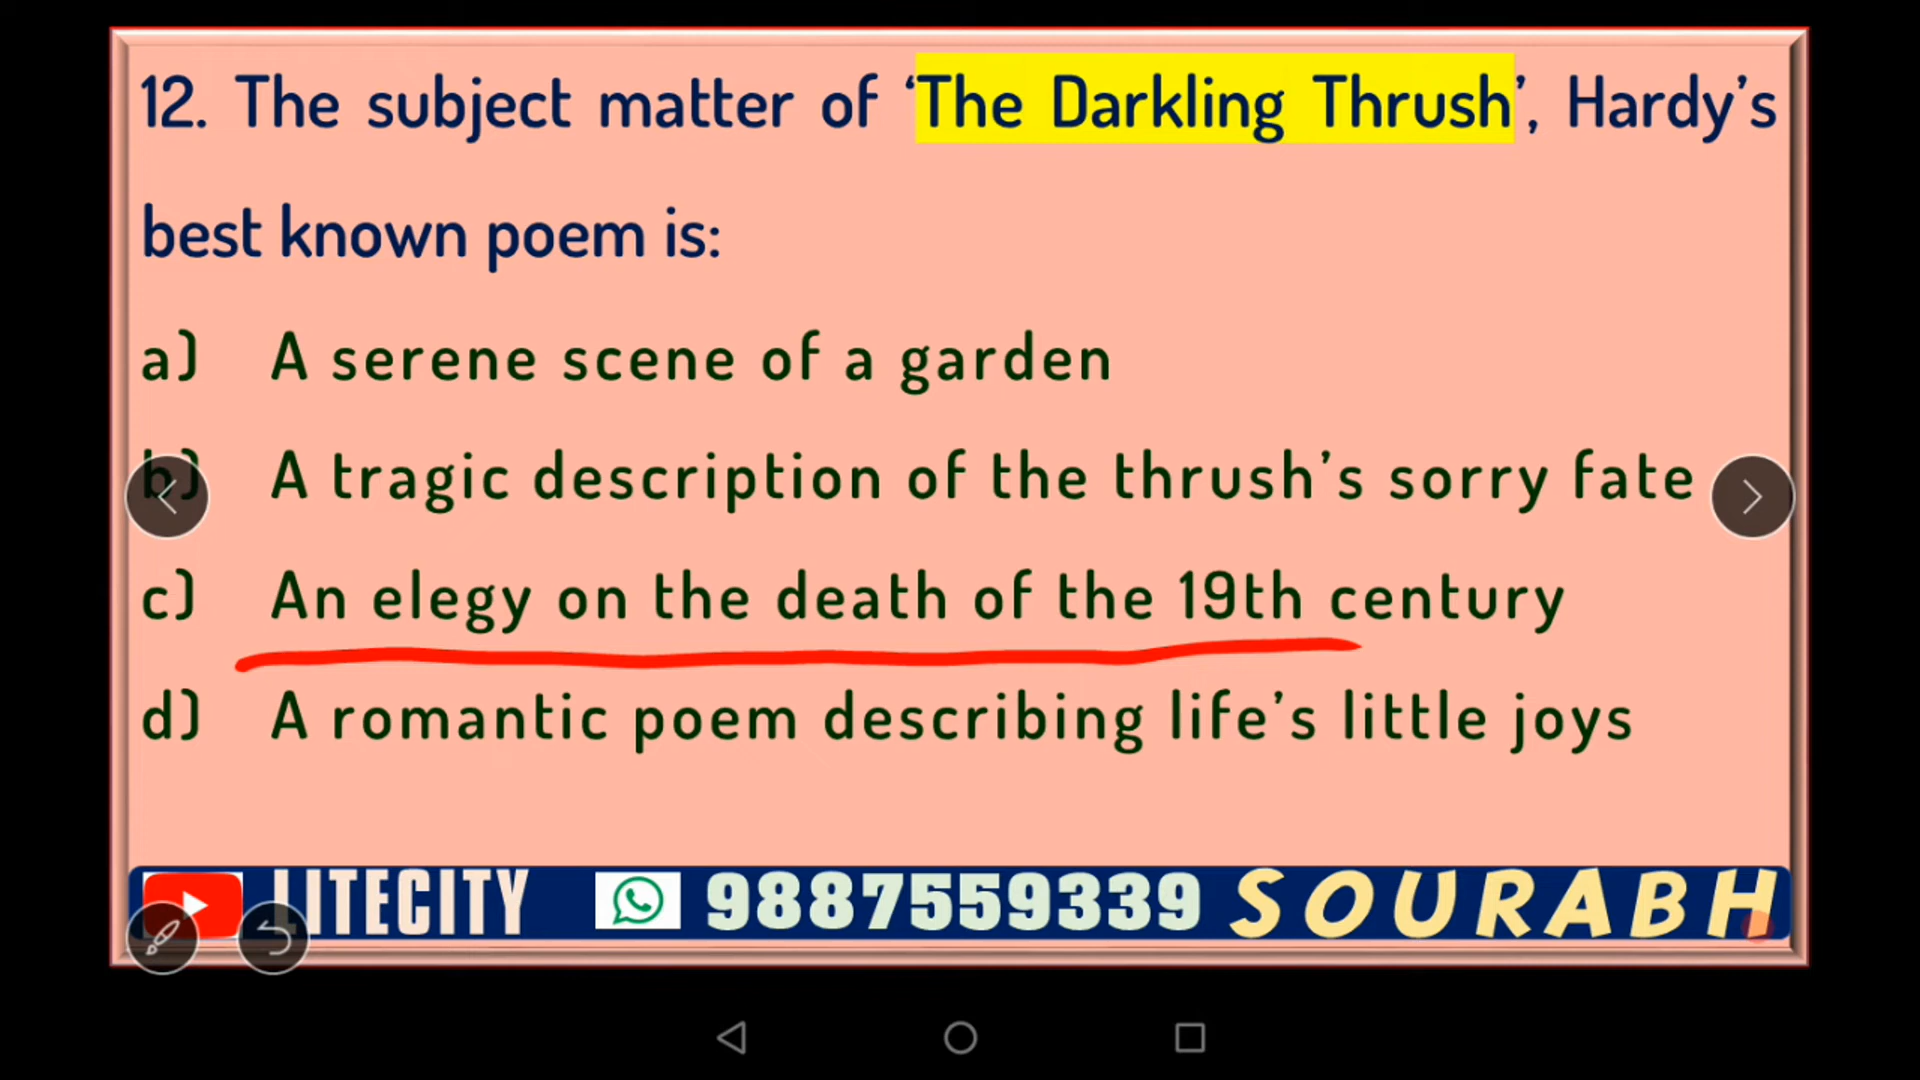 12. The subject matter of ‘The Darkling Thrush’, Hardy’s
best known poem is:
a) A serene scene of a garden
b) A tragic description of the thrush’s sorry fate
c) An elegy on the death of the 19th century
d) A romantic poem describing life’s little joys
LITECITY 9887559339 SOURABH